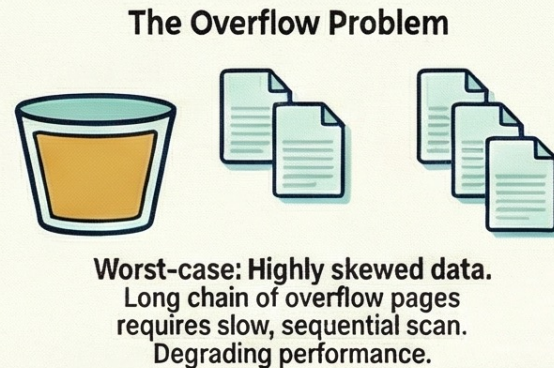 The Overflow Problem
Worst-case: Highly skewed data.
Long chain of overflow pages
requires slow, sequential scan.
Degrading performance.